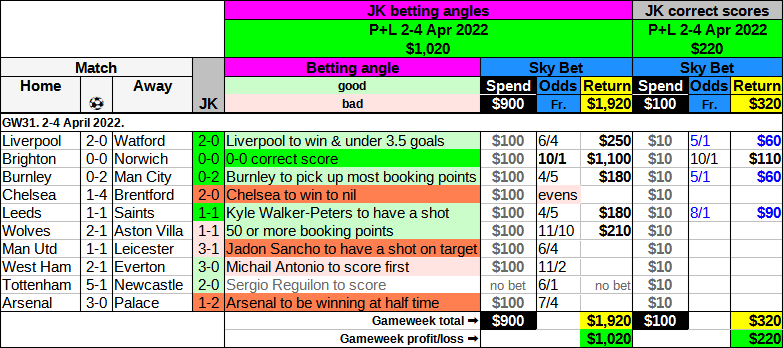 JK betting angles JK correct scores
P+L 2-4 Apr 2022 P+L 2-4 Apr 2022
$1,020 $220
Match Betting angle Sky Bet Sky Bet
Home Away JK good Spend Odds Return Spend Odds Return
bad $900 Fr. $1,920 $100 Fr. $320
GW31. 2-4 April 2022.
Liverpool 2-0 Watford 2-0 Liverpool to win & under 3.5 goals $100 6/4 $250 $10 5/1 $60
Brighton 0-0 Norwich 0-0 0-0 correct score $100 10/1 $1,100 $10 10/1 $110
Burnley 0-2 Man City 0-2 Burnley to pick up most booking points $100 4/5 $180 $10 5/1 $60
Chelsea 1-4 Brentford 2-0 Chelsea to win to nil $100 evens $10
Leeds 1-1 Saints 1-1 Kyle Walker-Peters to have a shot $100 4/5 $180 $10 8/1 $90
Wolves 2-1 Aston Villa 1-1 50 or more booking points $100 11/10 $210 $10
Man Utd 1-1 Leicester 3-1 Jadon Sancho to have a shot on target $100 6/4 $10
West Ham 2-1 Everton 3-0 Michail Antonio to score first $100 11/2 $10
Tottenham 5-1 Newcastle 2-0 Sergio Reguilon to score no bet 6/1 no bet $10
Arsenal 3-0 Palace 1-2 Arsenal to be winning at half time $100 7/4 $10
Gameweek total ➞ $900 $1,920 $100 $320
Gameweek profit/loss ➞ $1,020 $220